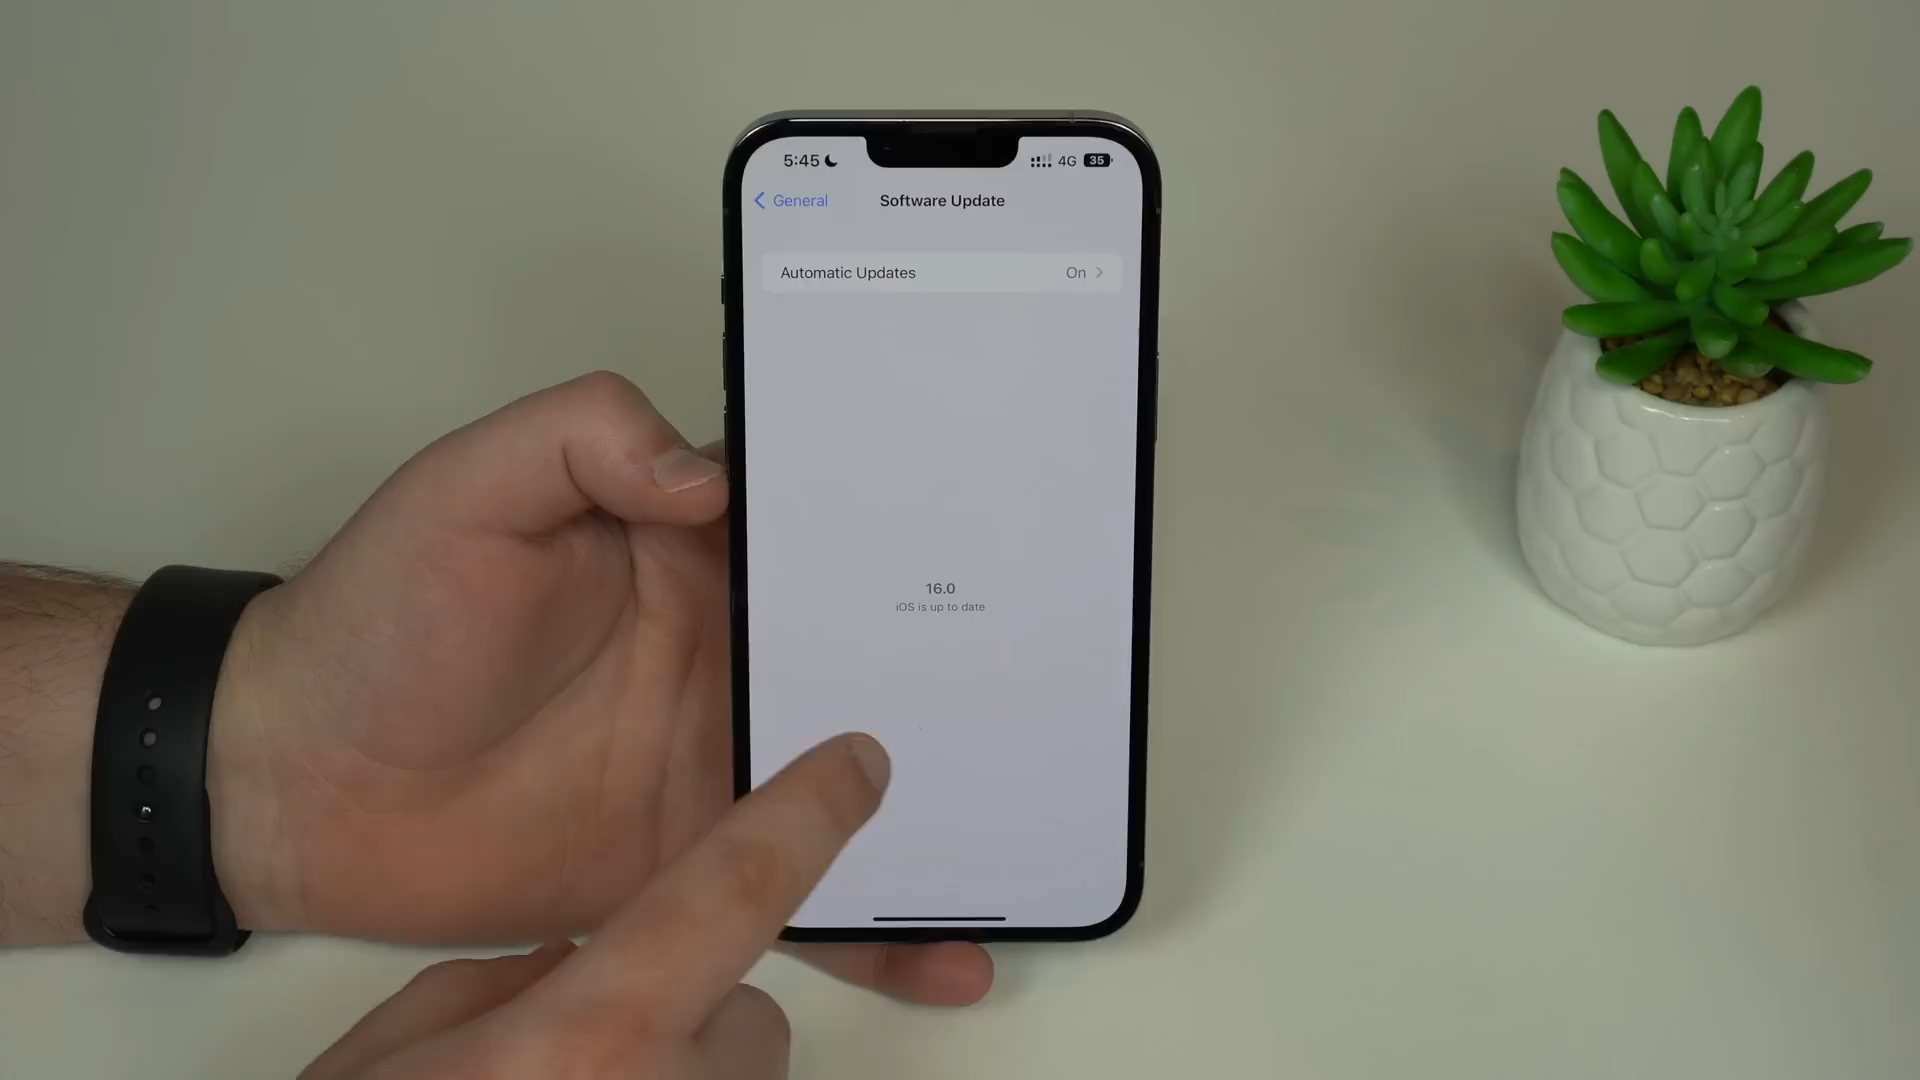 5:45
4G 35
General
Software Update
Automatic Updates
On
16.0
iOS is up to date